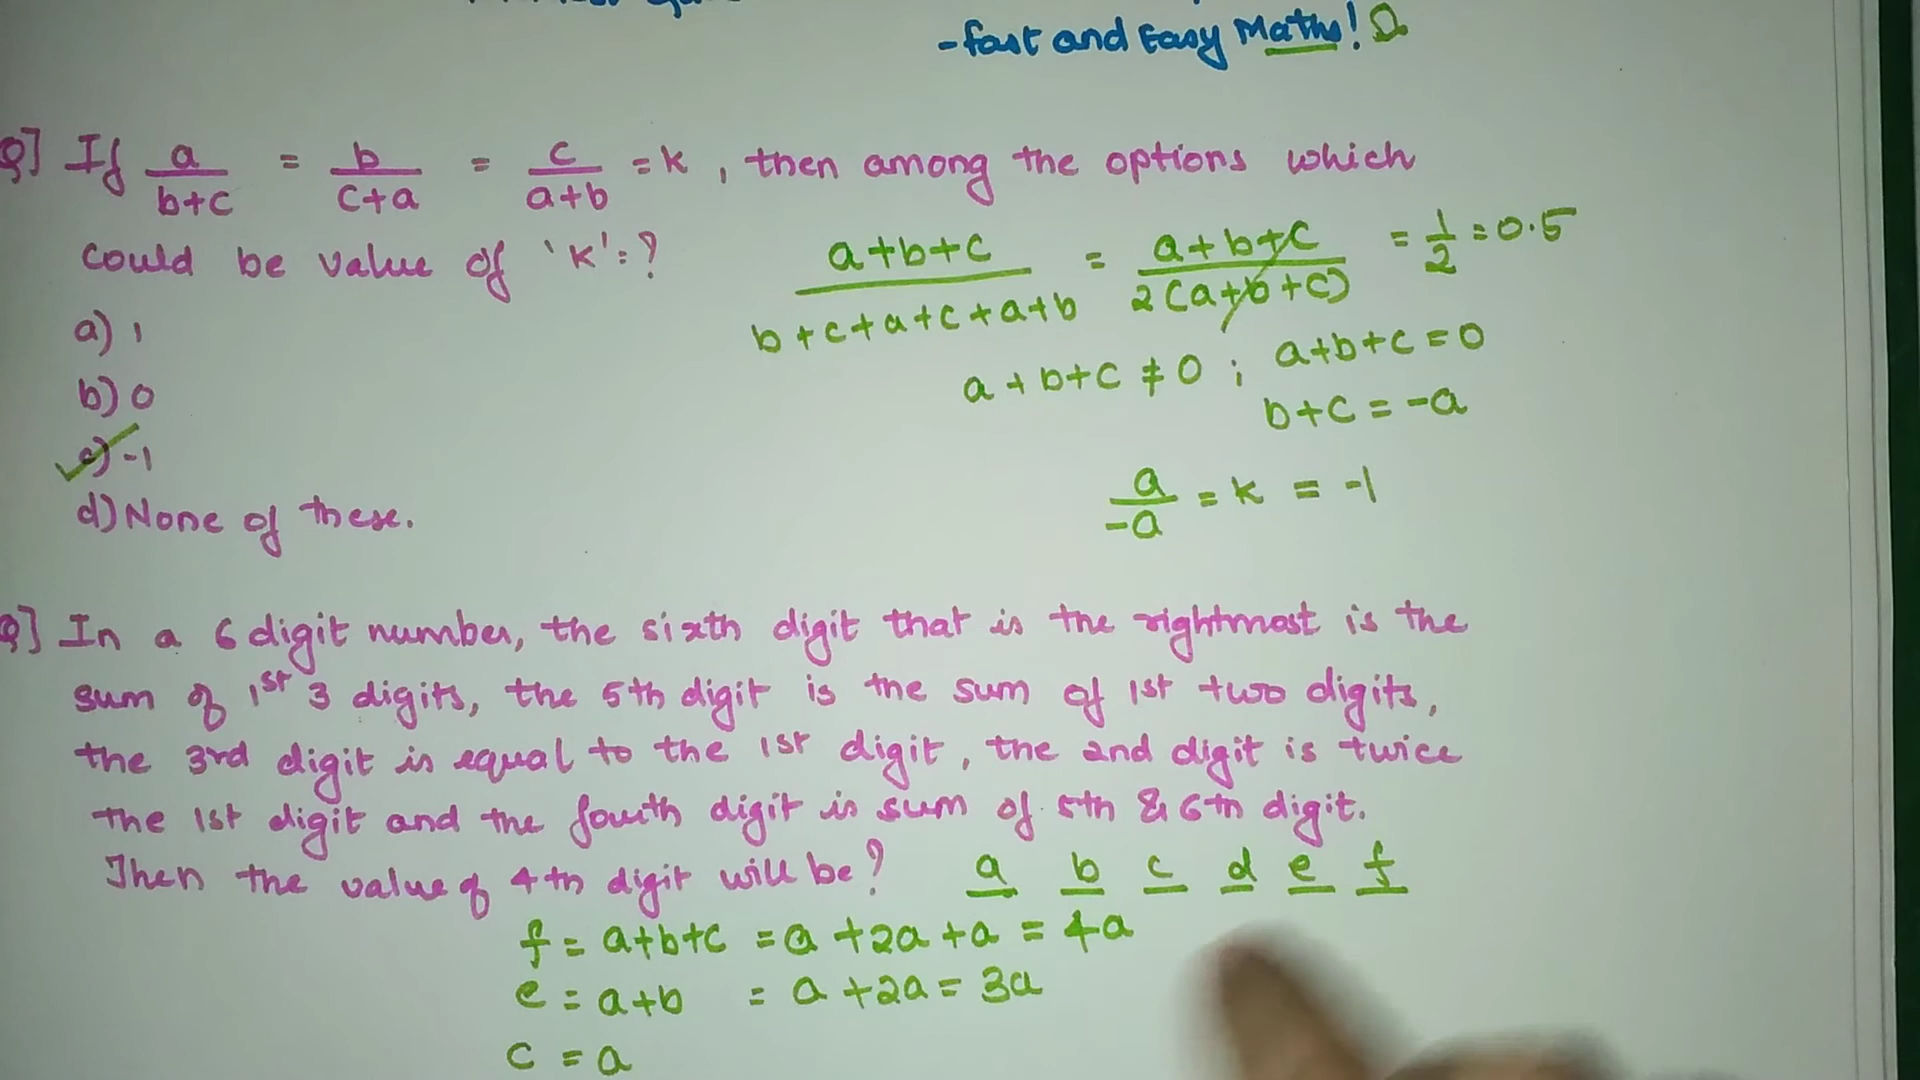 -fast and Easy Maths!
Q] If a/(b+c) = b/(c+a) = c/(a+b) = k, then among the options which
could be value of 'k'=?
a) 1
b) 0
c) -1
d) None of these.
(a+b+c)/(b+c+a+c+a+b) = (a+b+c)/(2(a+b+c)) = 1/2 = 0.5
a+b+c ≠ 0 ; a+b+c = 0
b+c = -a
a/-a = k = -1
Q] In a 6 digit number, the sixth digit that is the rightmost is the
sum of 1st 3 digits, the 5th digit is the sum of 1st two digits,
the 3rd digit is equal to the 1st digit, the 2nd digit is twice
the 1st digit and the fourth digit is sum of 5th & 6th digit.
Then the value of 4th digit will be?
a b c d e f
f = a+b+c = a+2a+a = 4a
e = a+b = a+2a = 3a
c = a